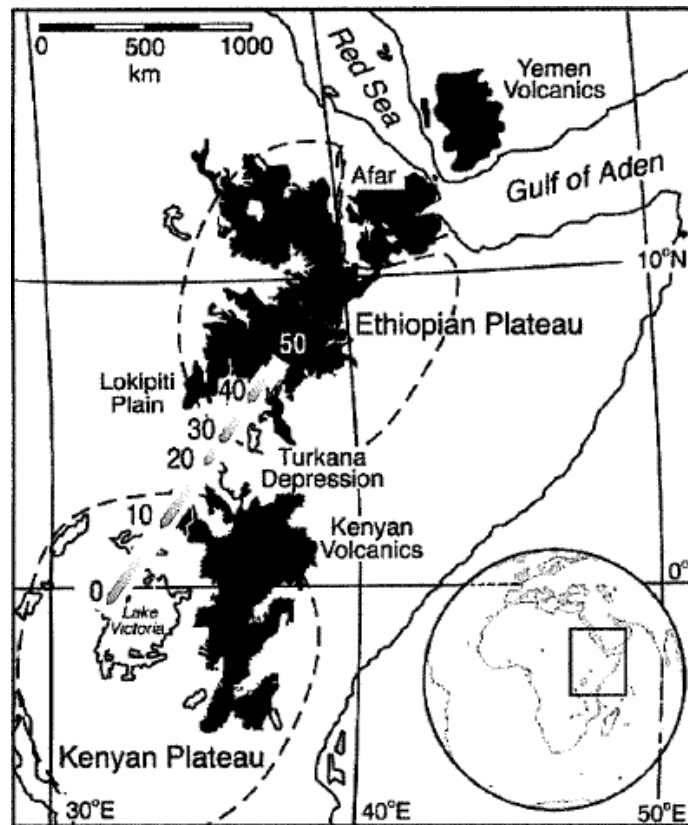 0 500 1000
km
Red Sea
Yemen
Volcanics
Afar
Gulf of Aden
10°N
Ethiopian Plateau
50
Lokipiti
Plain
40
30
20
Turkana
Depression
10
Kenyan
Volcanics
0
0°
Lake
Victoria
Kenyan Plateau
30°E
40°E
50°E